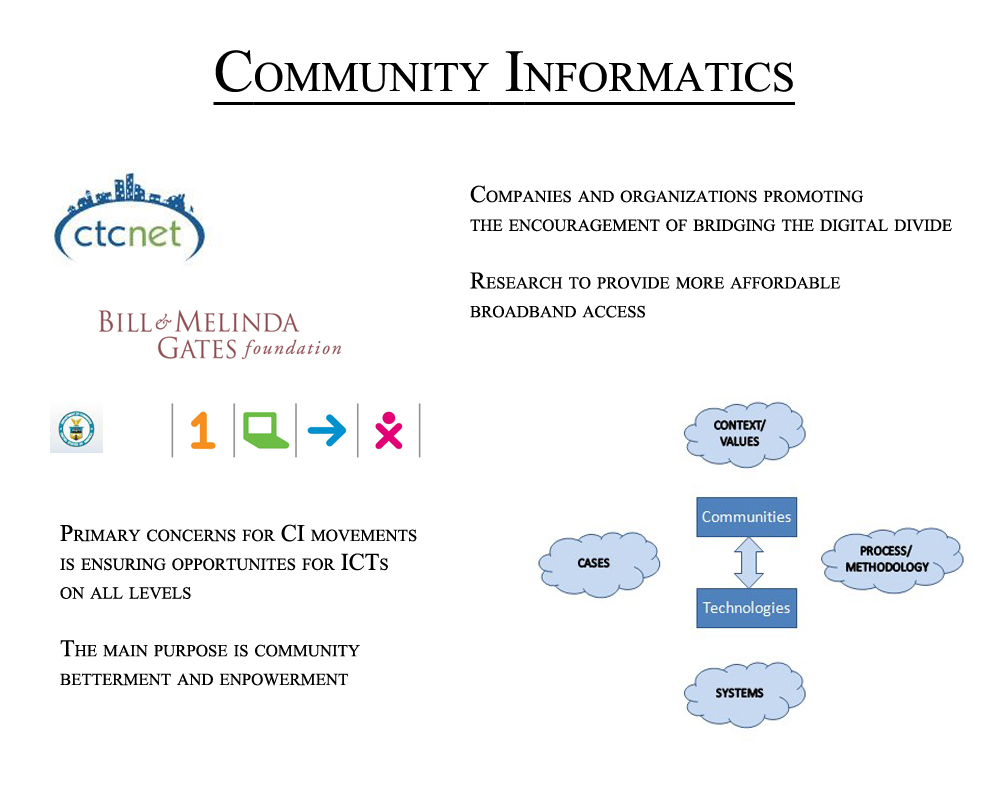 Community Informatics
ctcnet
Companies and organizations promoting
the encouragement of bridging the digital divide
Research to provide more affordable
broadband access
Bill & Melinda
Gates foundation
1
Context/
Values
Communities
Cases
Process/
Methodology
Technologies
Systems
Primary concerns for CI movements
is ensuring opportunites for ICTs
on all levels
The main purpose is community
betterment and enpowerment